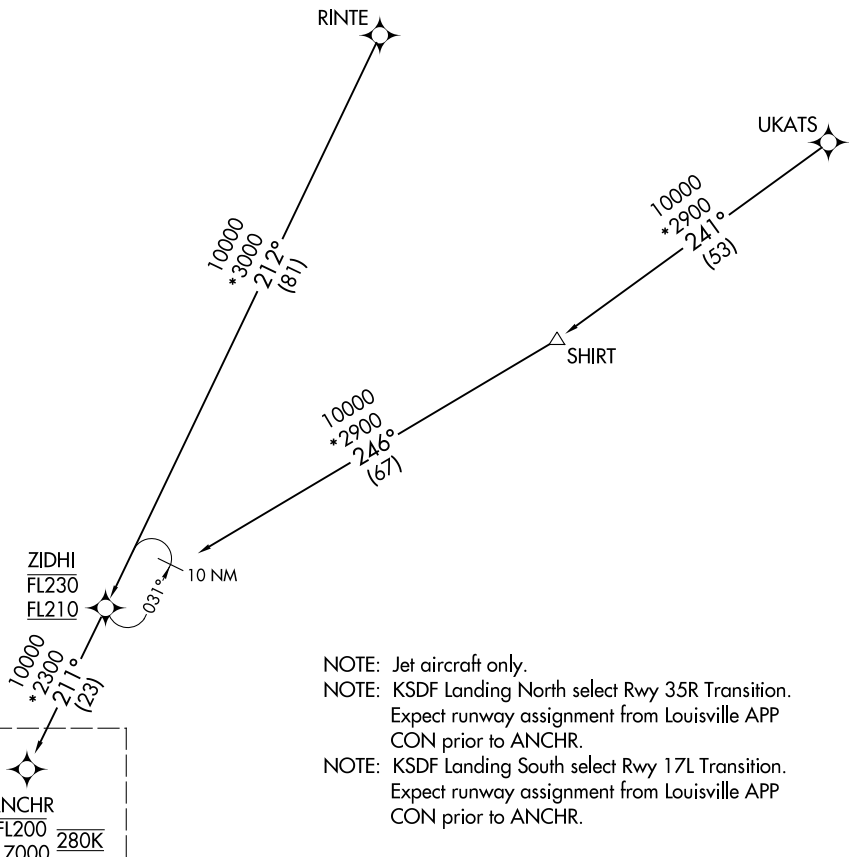 RINTE
UKATS
10000
*2900
241°
(53)
10000
*3000
212°
(81)
SHIRT
10000
*2900
246°
(67)
ZIDHI
FL230
FL210
10 NM
031°
10000
*2300
211°
(23)
NOTE: Jet aircraft only.
NOTE: KSDF Landing North select Rwy 35R Transition.
Expect runway assignment from Louisville APP
CON prior to ANCHR.
NOTE: KSDF Landing South select Rwy 17L Transition.
Expect runway assignment from Louisville APP
CON prior to ANCHR.
NCHR
FL200
280K
7000